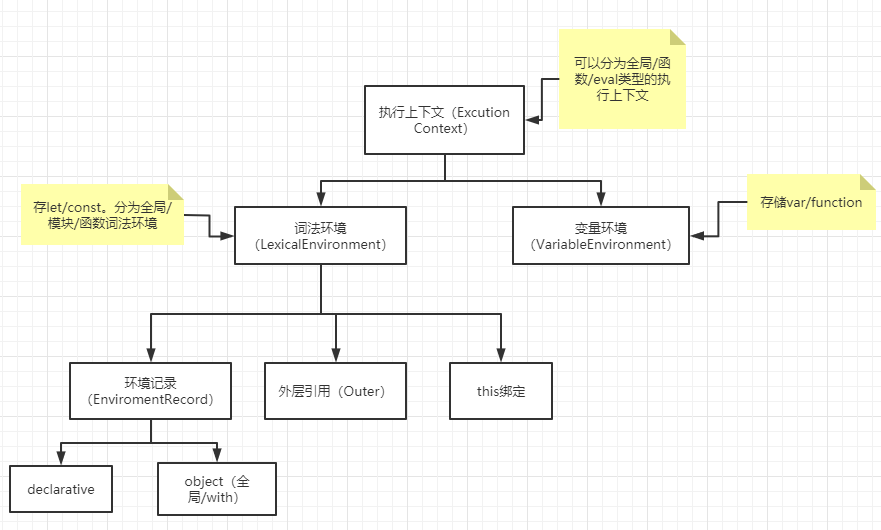 可以分为全局/函
数/eval类型的执
行上下文
执行上下文（Excution
Context）
存let/const。分为全局/
模块/函数词法环境
词法环境
（LexicalEnvironment）
变量环境
（VariableEnvironment）
存储var/function
环境记录
（EnviromentRecord）
外层引用（Outer）
this绑定
declarative
object（全
局/with）